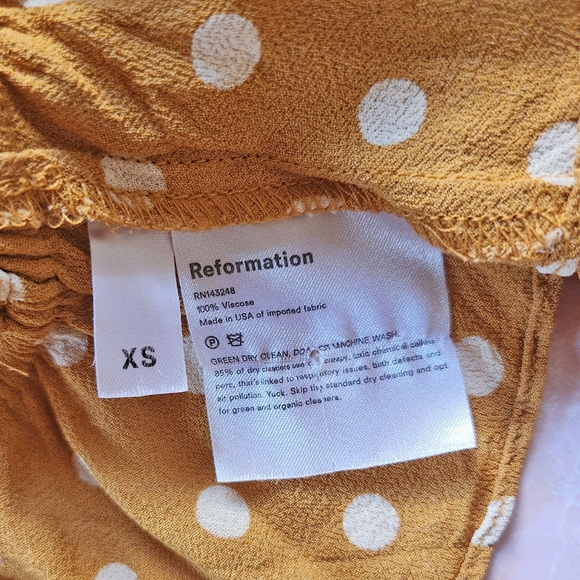 Reformation
RN143248
100% Viscose
Made in USA of imported fabric
P
GREEN DRY CLEAN, DO NOT MACHINE WASH.
85% of dry cleaners use creepy, toxic chemical called
perc, that's linked to respiratory issues, birth defects and
air pollution. Yuck. Skip the standard dry cleaning and opt
for green and organic cleaners.
XS